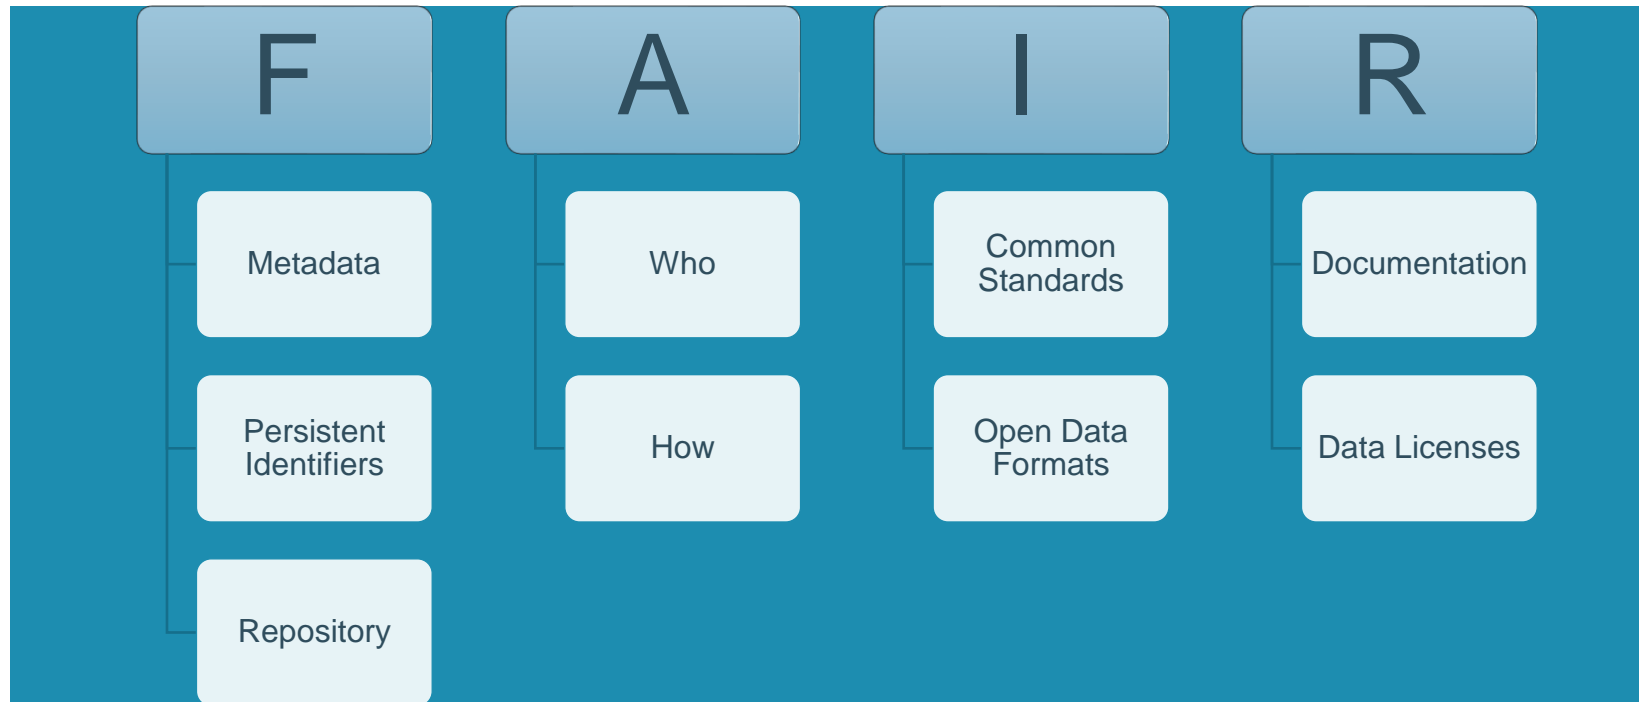 F
Metadata
Persistent
Identifiers
Repository
A
Who
How
I
Common
Standards
Open Data
Formats
R
Documentation
Data Licenses